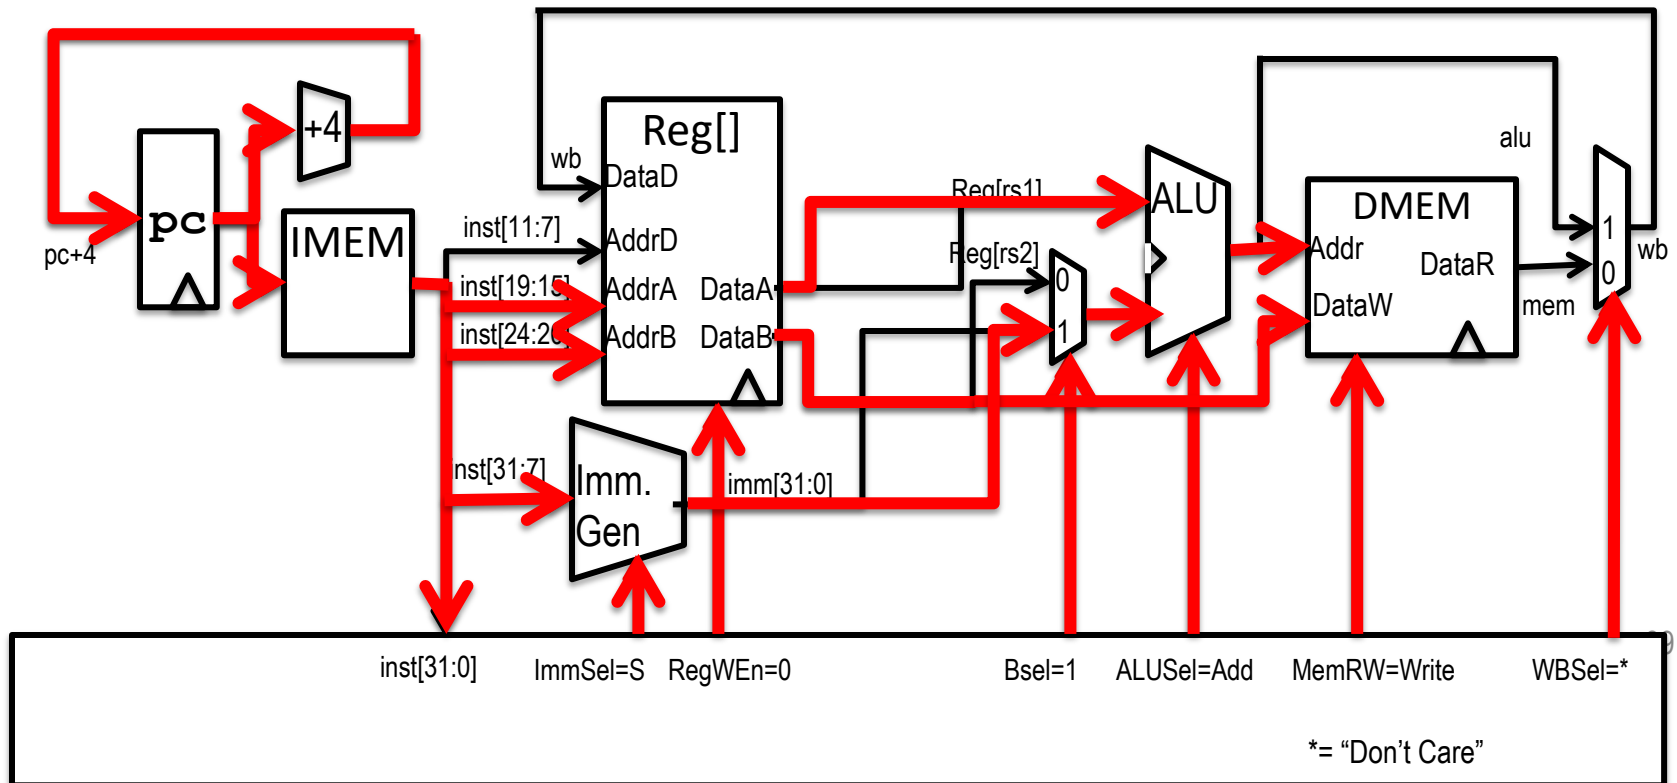 +4
pc
pc+4
IMEM
Reg[]
wb
DataD
inst[11:7]
AddrD
inst[19:15]
AddrA
DataA
inst[24:20]
AddrB
DataB
inst[31:7]
Imm.
Gen
imm[31:0]
Reg[rs1]
Reg[rs2]
0
1
ALU
alu
DMEM
Addr
DataR
DataW
mem
1
0
wb
inst[31:0]
ImmSel=S
RegWEn=0
Bsel=1
ALUSel=Add
MemRW=Write
WBSel=*
*= “Don’t Care”